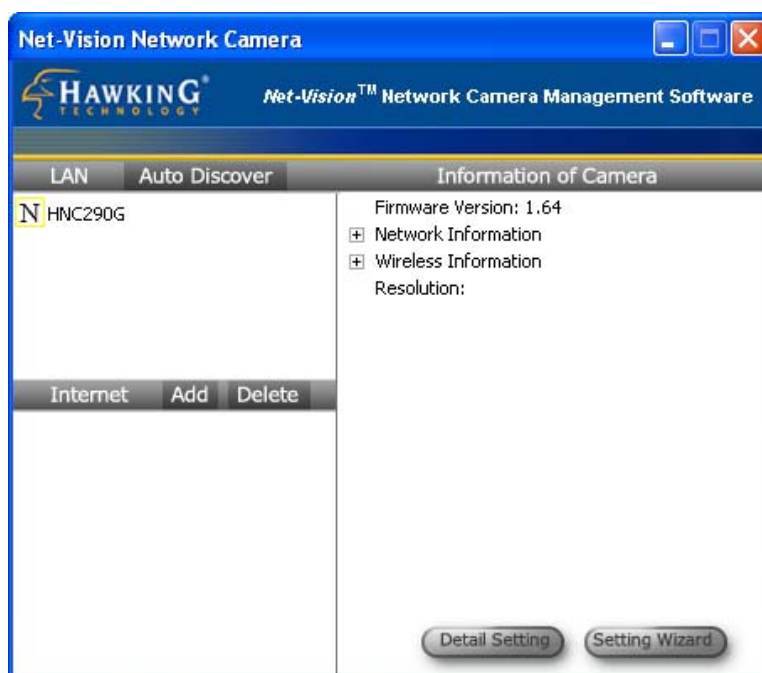 Net-Vision Network Camera
HAWKING®
TECHNOLOGY
Net-Vision™ Network Camera Management Software
LAN Auto Discover
Information of Camera
N HNC290G
Firmware Version: 1.64
Network Information
Wireless Information
Resolution:
Internet Add Delete
Detail Setting Setting Wizard